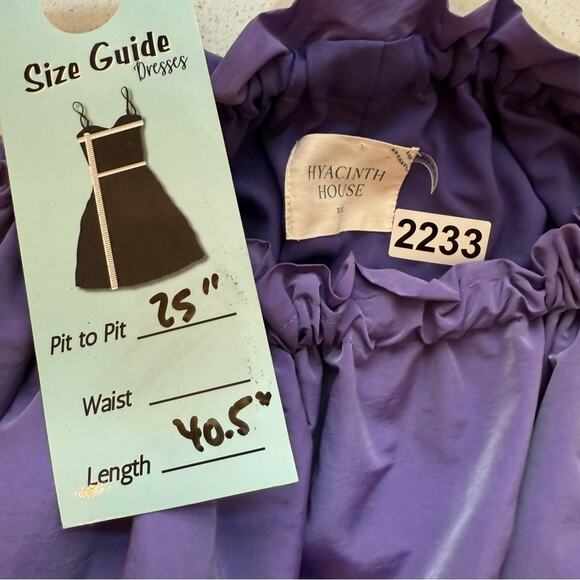 Size Guide
Dresses
Pit to Pit 25"
Waist
Length 40.5"
HYACINTH
HOUSE
2233